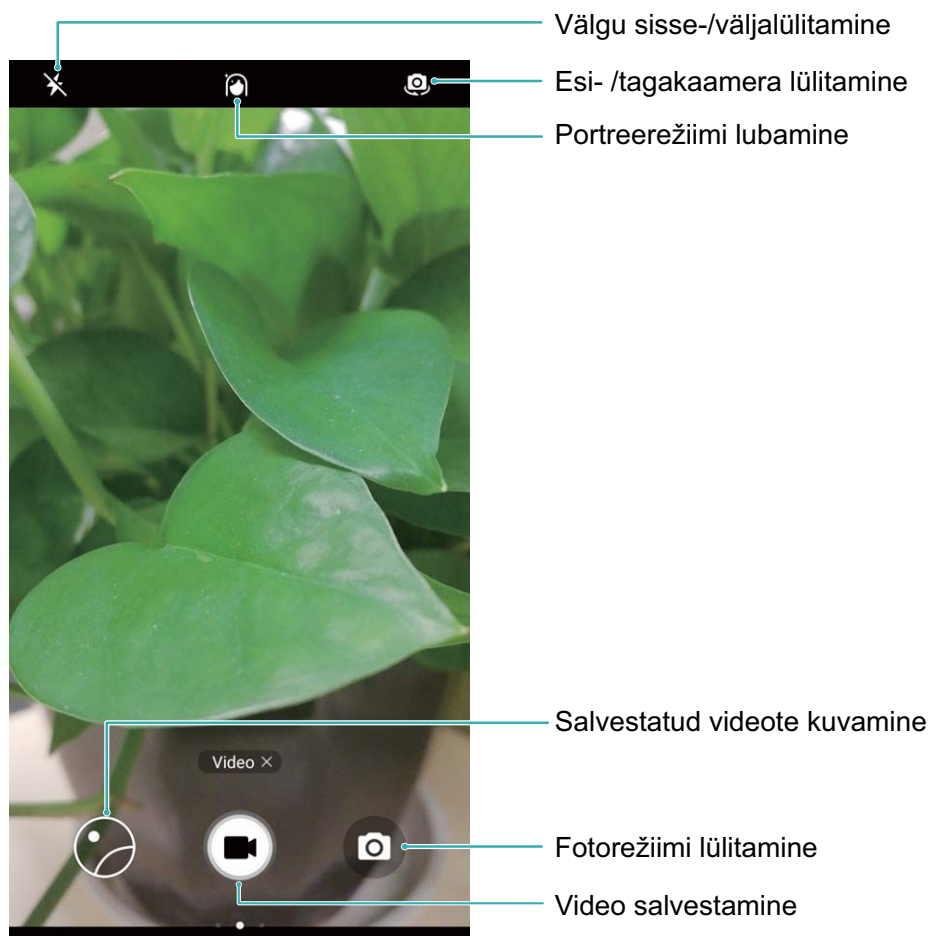 Välgu sisse-/väljalülitamine
Esi- /tagakaamera lülitamine
Portreerežiimi lubamine
Salvestatud videote kuvamine
Video ×
Fotorežiimi lülitamine
Video salvestamine